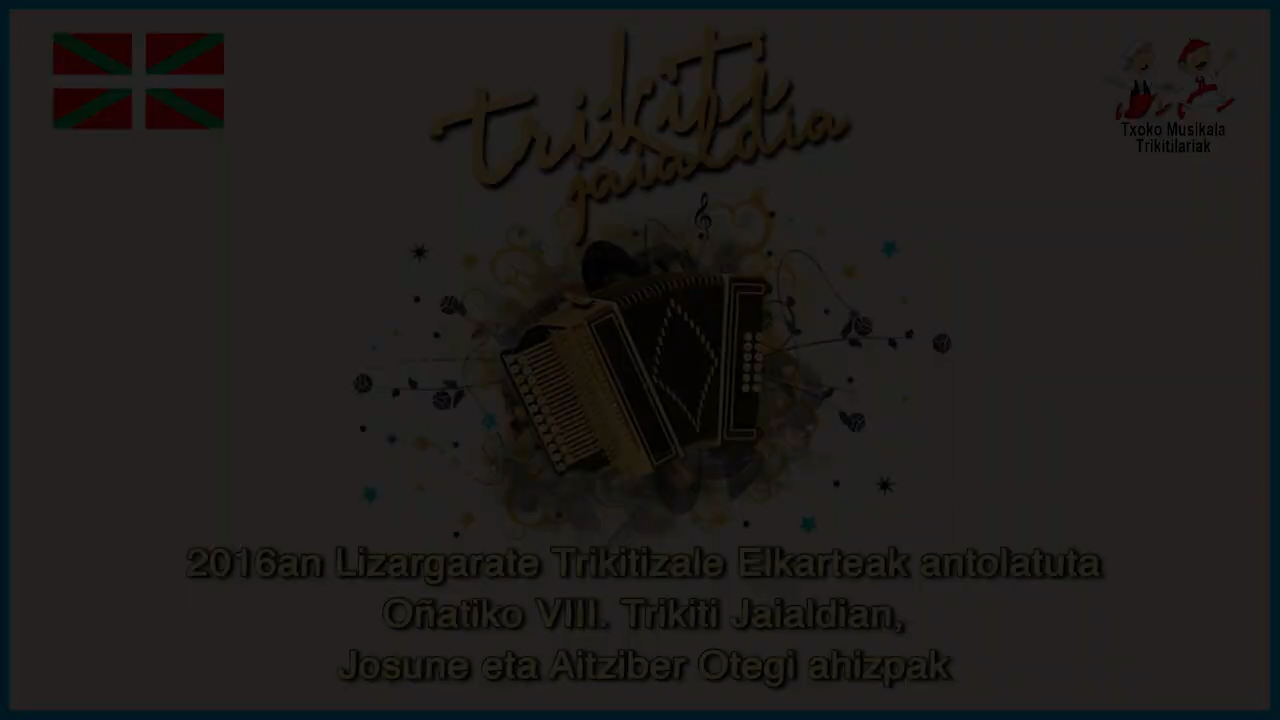 trikiti
jaialdia
Txoko Musikala
Trikitilariak
2016an Lizargarate Trikitizale Elkarteak antolatuta
Oñatiko VIII. Trikiti Jaialdian,
Josune eta Aitziber Otegi ahizpak